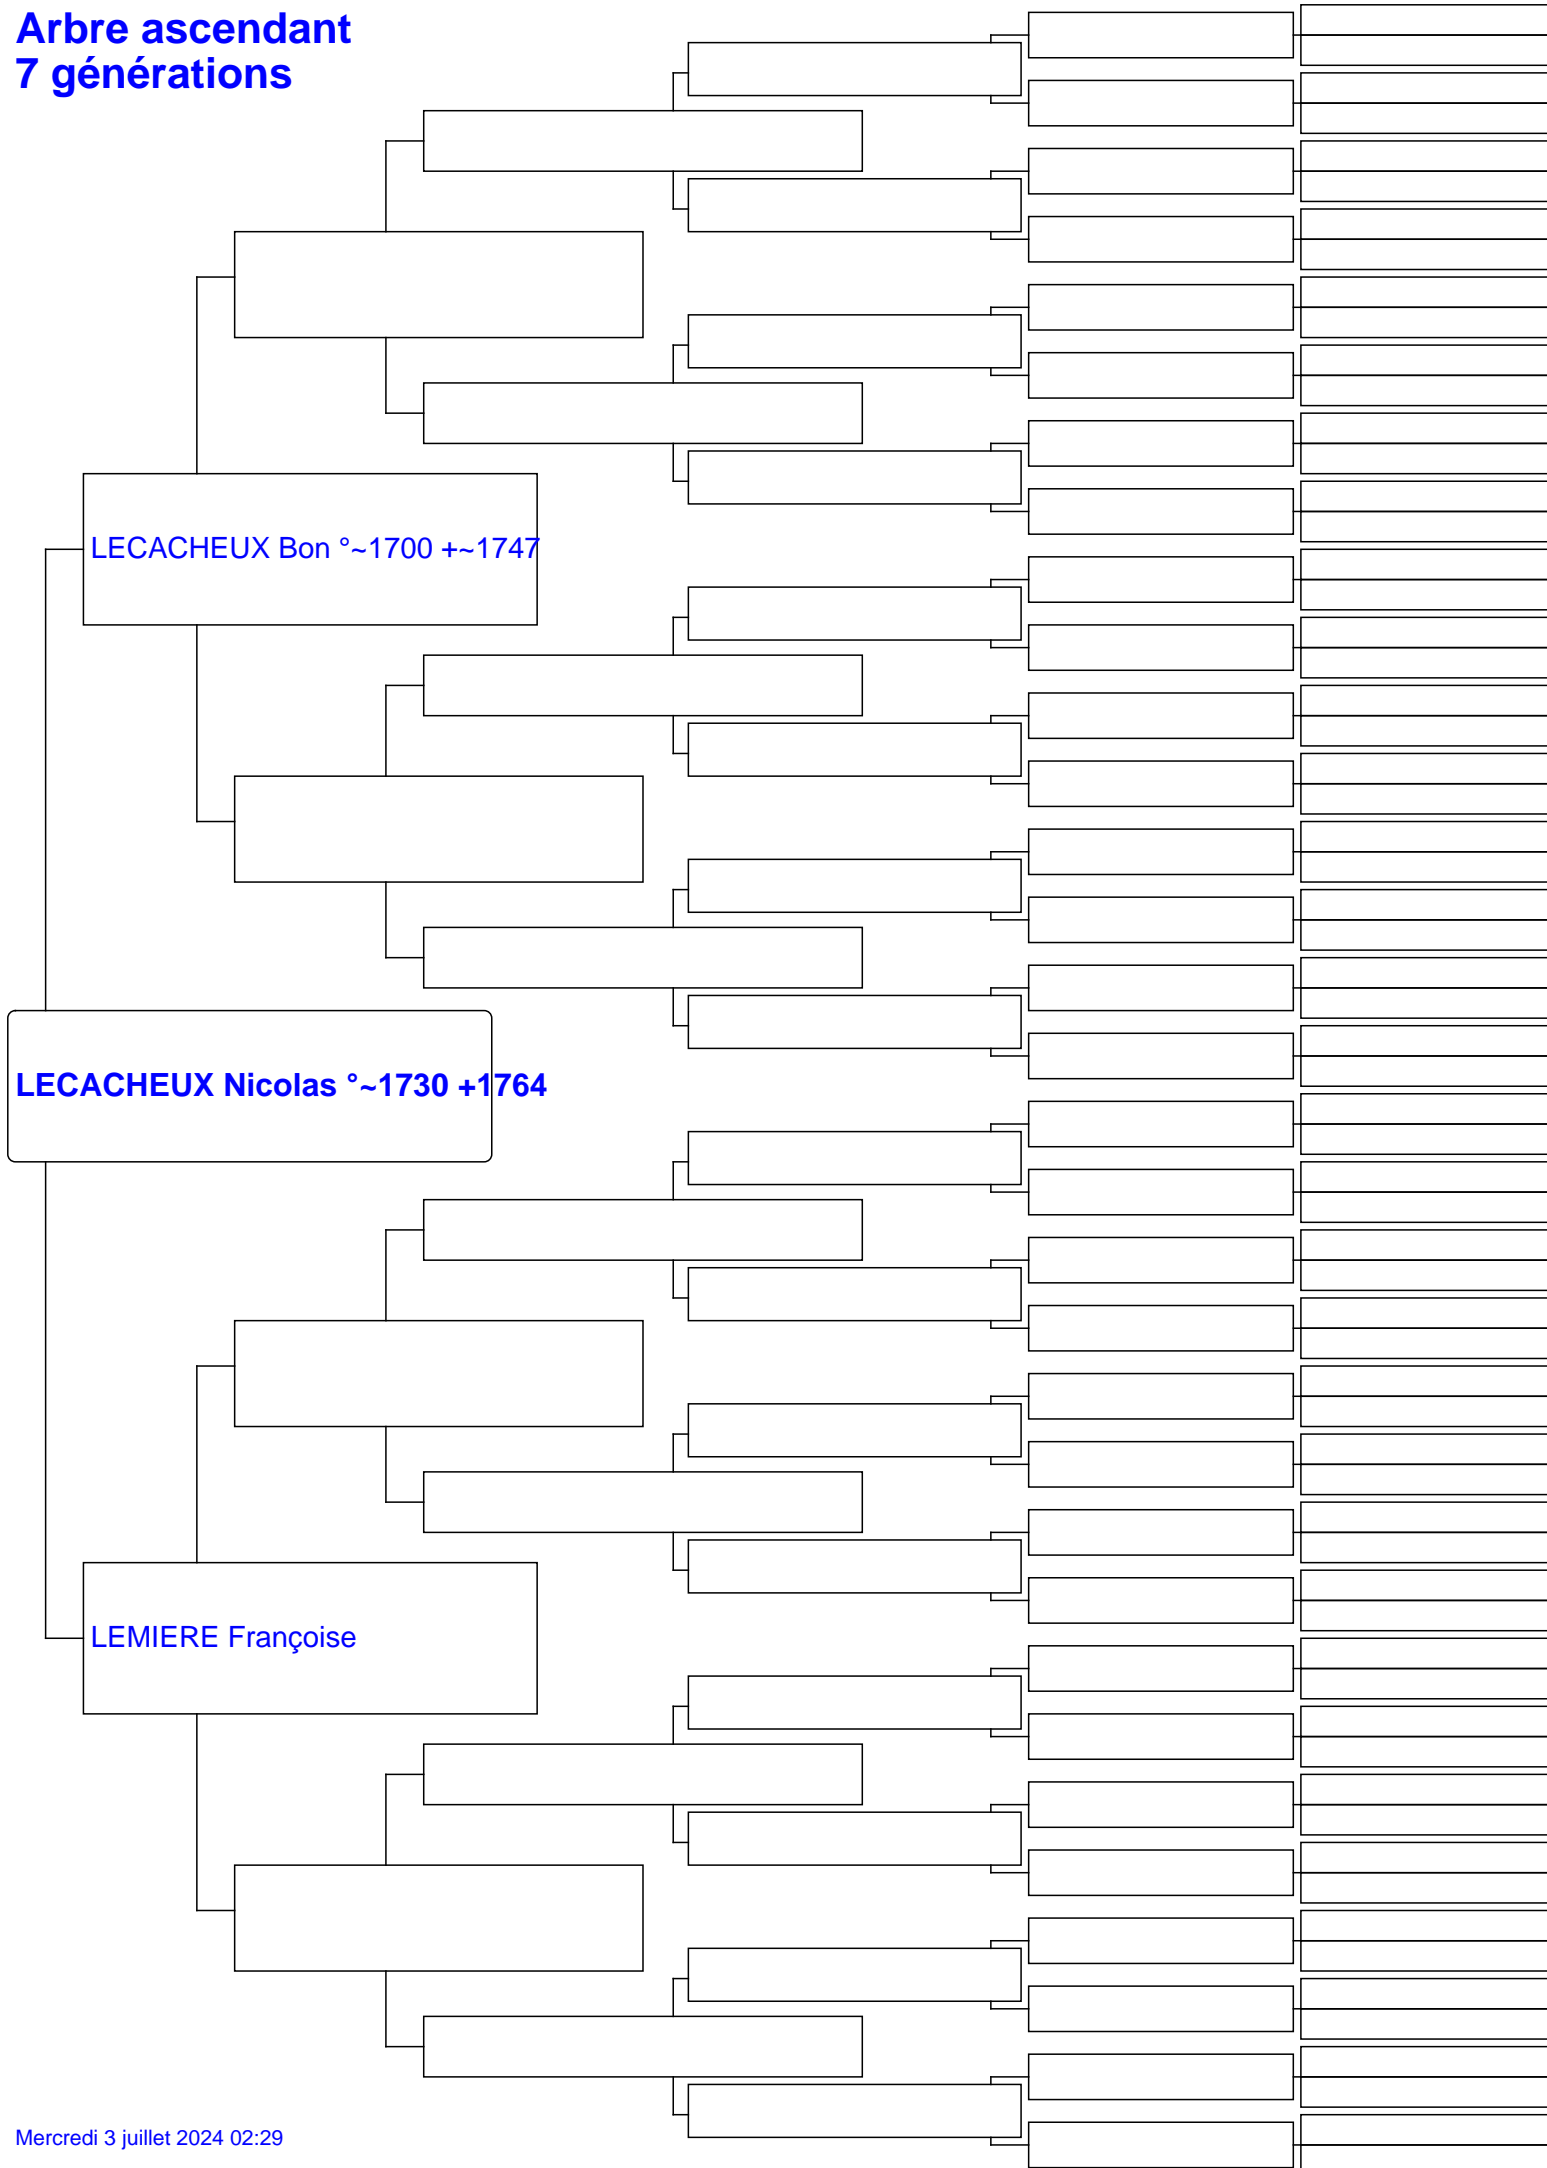 Arbre ascendant
7 générations
LECACHEUX Bon °~1700 +~1747
LECACHEUX Nicolas °~1730 +1764
LEMIERE Françoise
Mercredi 3 juillet 2024 02:29